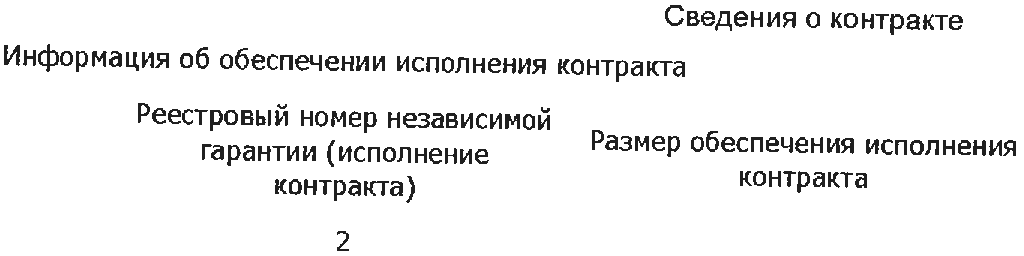 Сведения о контракте
Информация об обеспечении исполнения контракта
Реестровый номер независимой
гарантии (исполнение
контракта)
Размер обеспечения исполнения
контракта
2